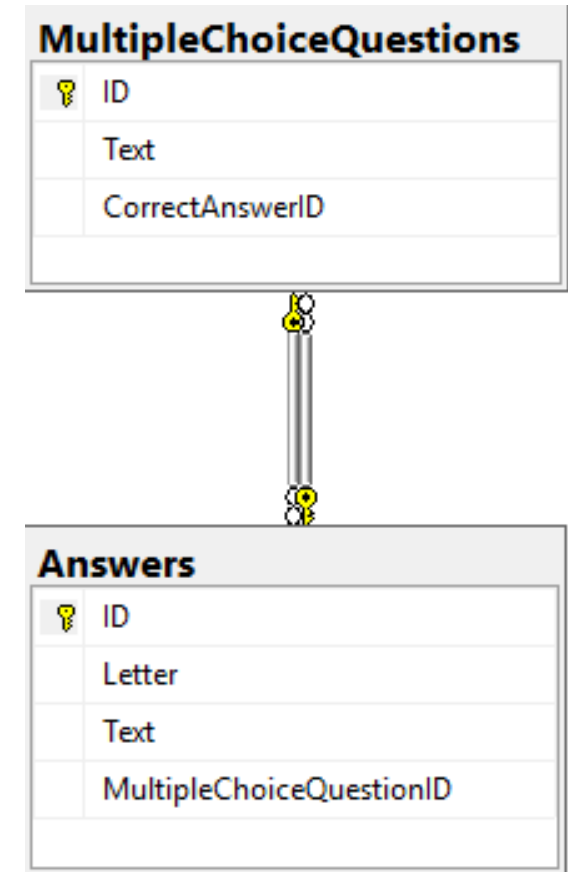 MultipleChoiceQuestions
ID
Text
CorrectAnswerID
Answers
ID
Letter
Text
MultipleChoiceQuestionID